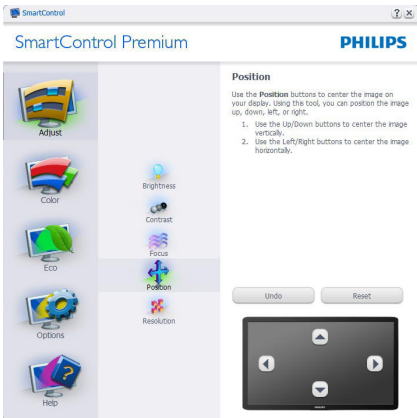 SmartControl
SmartControl Premium
PHILIPS
Adjust
Color
Eco
Options
Help
Brightness
Contrast
Focus
Position
Resolution
Position
Use the Position buttons to center the image on
your display. Using this tool, you can position the image
up, down, left, or right.
1. Use the Up/Down buttons to center the image
vertically.
2. Use the Left/Right buttons to center the image
horizontally.
Undo
Reset
PHILIPS